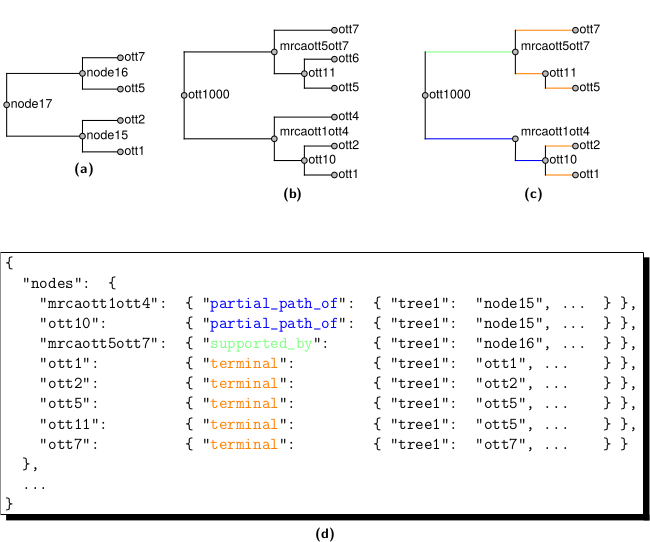 ott7
node16
ott5
node17
ott2
node15
ott1
(a)
ott7
mrcaott5ott7
ott6
ott11
ott5
ott1000
ott4
mrcaott1ott4
ott2
ott10
ott1
(b)
ott7
mrcaott5ott7
ott11
ott5
ott1000
mrcaott1ott4
ott2
ott10
ott1
(c)
{
"nodes": {
"mrcaott1ott4": { "partial_path_of": { "tree1": "node15", ... } },
"ott10": { "partial_path_of": { "tree1": "node15", ... } },
"mrcaott5ott7": { "supported_by": { "tree1": "node16", ... } },
"ott1": { "terminal": { "tree1": "ott1", ... } },
"ott2": { "terminal": { "tree1": "ott2", ... } },
"ott5": { "terminal": { "tree1": "ott5", ... } },
"ott11": { "terminal": { "tree1": "ott5", ... } },
"ott7": { "terminal": { "tree1": "ott7", ... } }
},
...
}
(d)